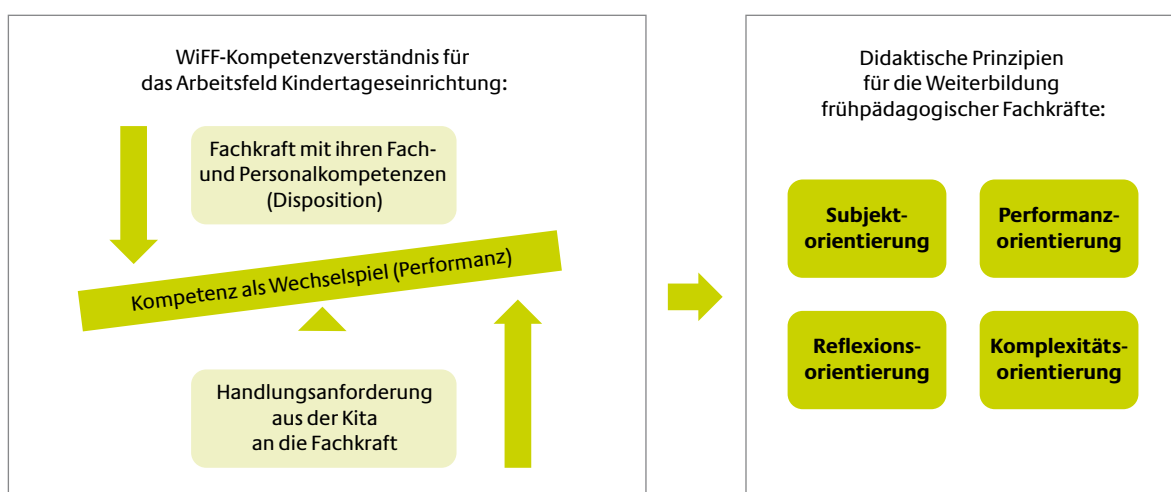 WiFF-Kompetenzverständnis für
das Arbeitsfeld Kindertageseinrichtung:
Fachkraft mit ihren Fach-
und Personalkompetenzen
(Disposition)
Kompetenz als Wechselspiel (Performanz)
Handlungsanforderung
aus der Kita
an die Fachkraft
Didaktische Prinzipien
für die Weiterbildung
frühpädagogischer Fachkräfte:
Subjekt-
orientierung
Performanz-
orientierung
Reflexions-
orientierung
Komplexitäts-
orientierung